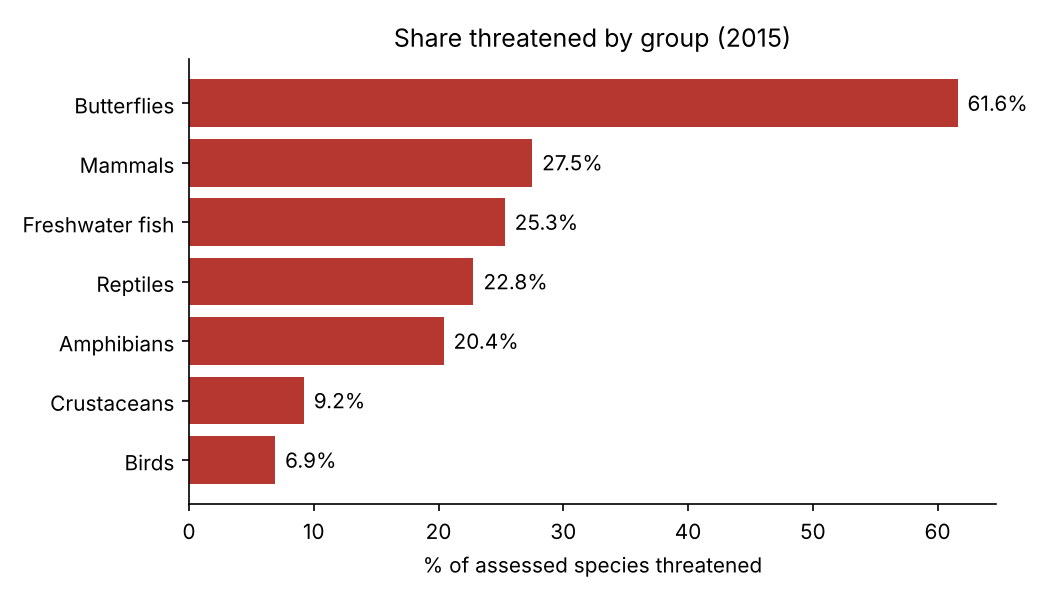 Share threatened by group (2015)
Butterflies 61.6%
Mammals 27.5%
Freshwater fish 25.3%
Reptiles 22.8%
Amphibians 20.4%
Crustaceans 9.2%
Birds 6.9%
0 10 20 30 40 50 60
% of assessed species threatened